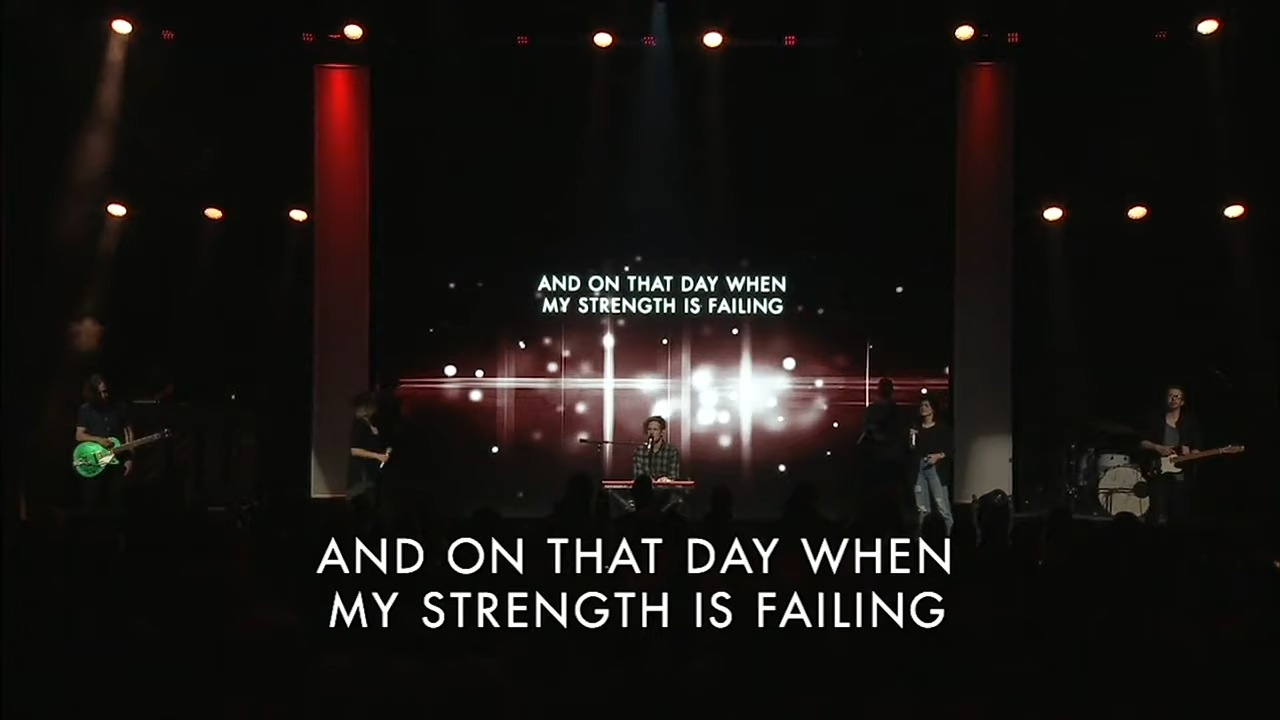 AND ON THAT DAY WHEN
MY STRENGTH IS FAILING
AND ON THAT DAY WHEN
MY STRENGTH IS FAILING